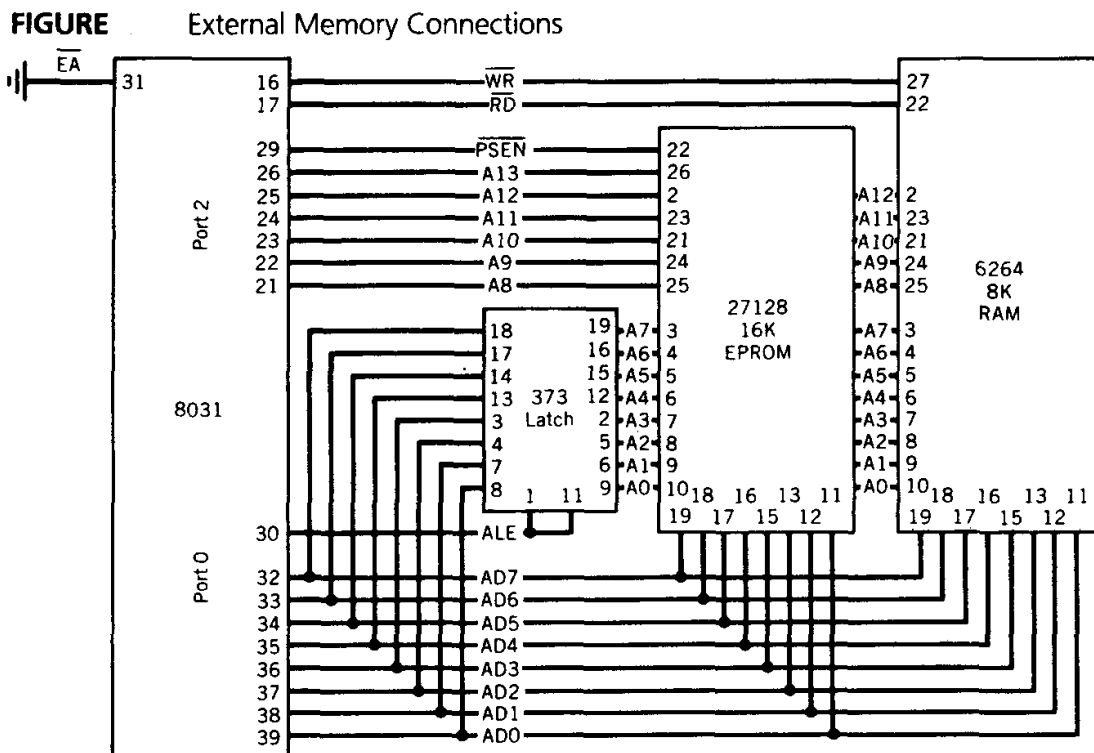 FIGURE External Memory Connections
EA
31 16 WR 27
17 RD 22
29 PSEN 22
26 A13 26
25 A12 2 A12 2
24 A11 23 A11 23
23 A10 21 A10 21
22 A9 24 A9 24
21 A8 25 A8 25
Port 2
6264
8K
RAM
27128
16K
EPROM
18 19 A7 3 A7 3
17 16 A6 4 A6 4
14 15 A5 5 A5 5
13 12 A4 6 A4 6
3 2 A3 7 A3 7
4 5 A2 8 A2 8
7 6 A1 9 A1 9
8 9 A0 10 A0 10
373
Latch
8031
1 11
18 16 13 11
19 17 15 12
18 16 13 11
19 17 15 12
30 ALE
Port 0
32 AD7
33 AD6
34 AD5
35 AD4
36 AD3
37 AD2
38 AD1
39 AD0